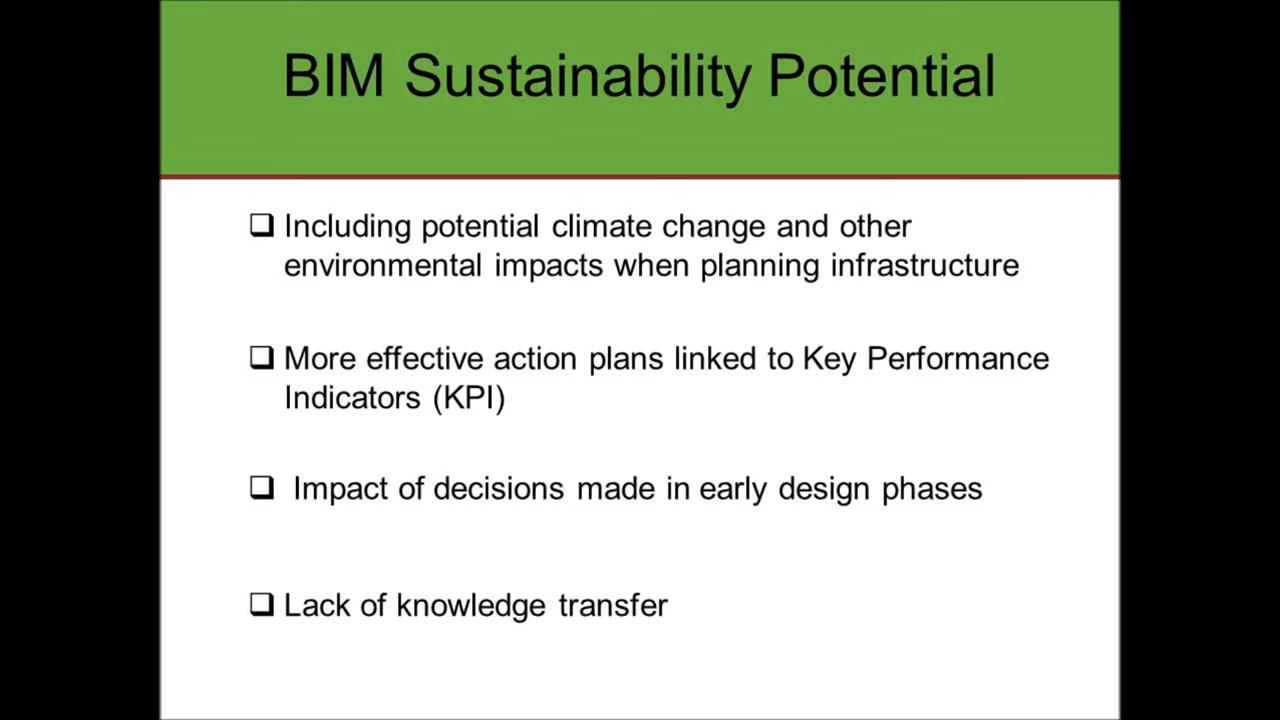 BIM Sustainability Potential
Including potential climate change and other
environmental impacts when planning infrastructure
More effective action plans linked to Key Performance
Indicators (KPI)
Impact of decisions made in early design phases
Lack of knowledge transfer